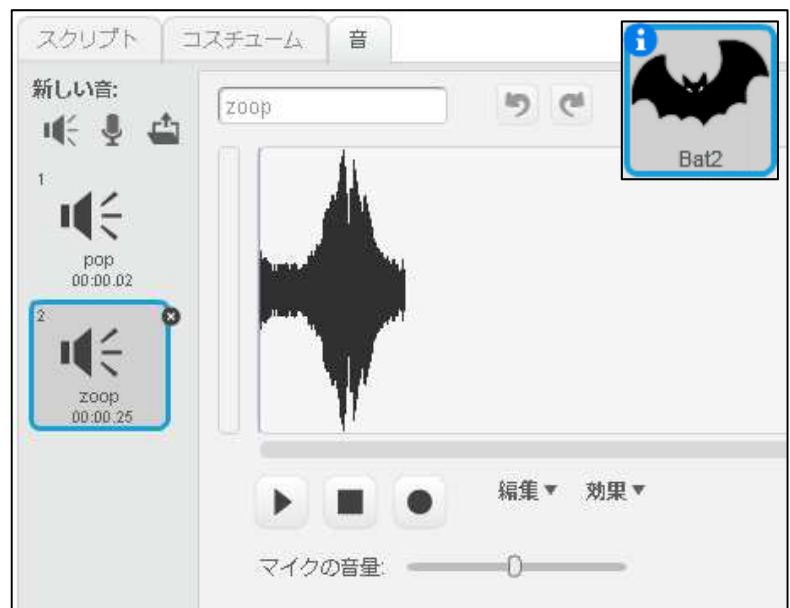 スクリプト コスチューム 音
新しい音:
zoop
Bat2
1
pop
00:00.02
2
zoop
00:00.25
編集▼ 効果▼
マイクの音量: